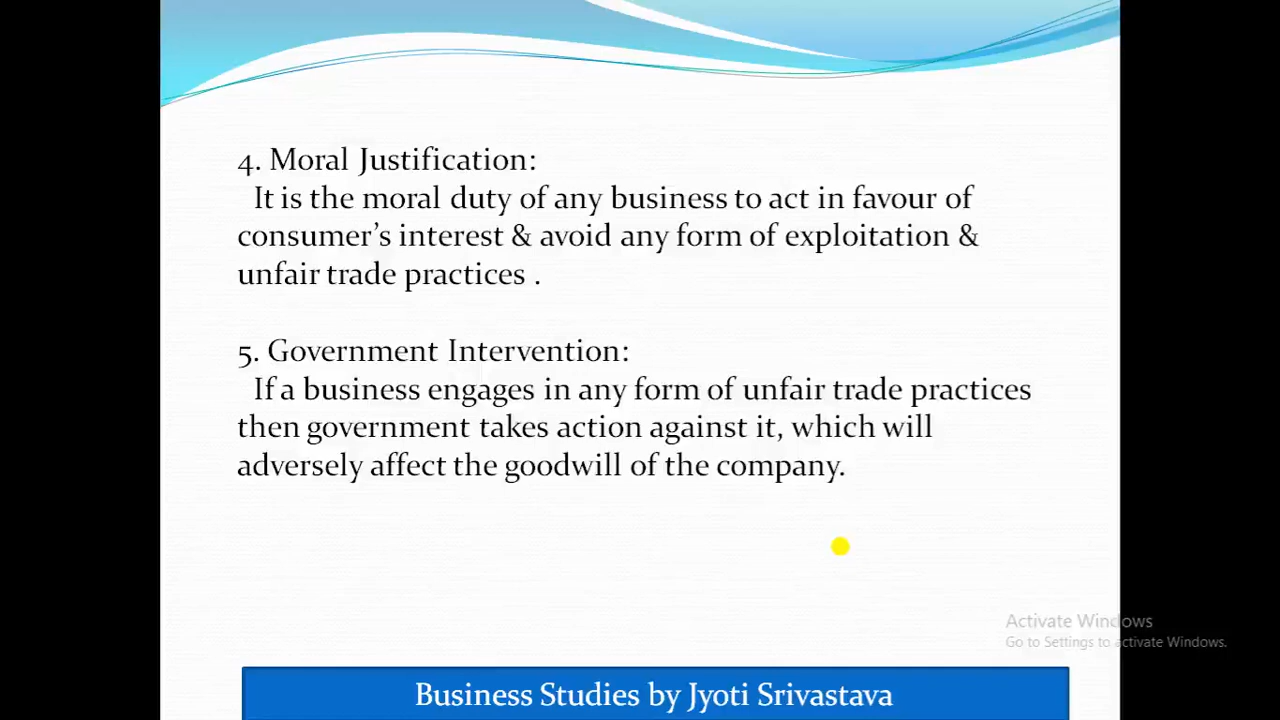 4. Moral Justification:
It is the moral duty of any business to act in favour of
consumer’s interest & avoid any form of exploitation &
unfair trade practices .
5. Government Intervention:
If a business engages in any form of unfair trade practices
then government takes action against it, which will
adversely affect the goodwill of the company.
Activate Windows
Go to Settings to activate Windows.
Business Studies by Jyoti Srivastava